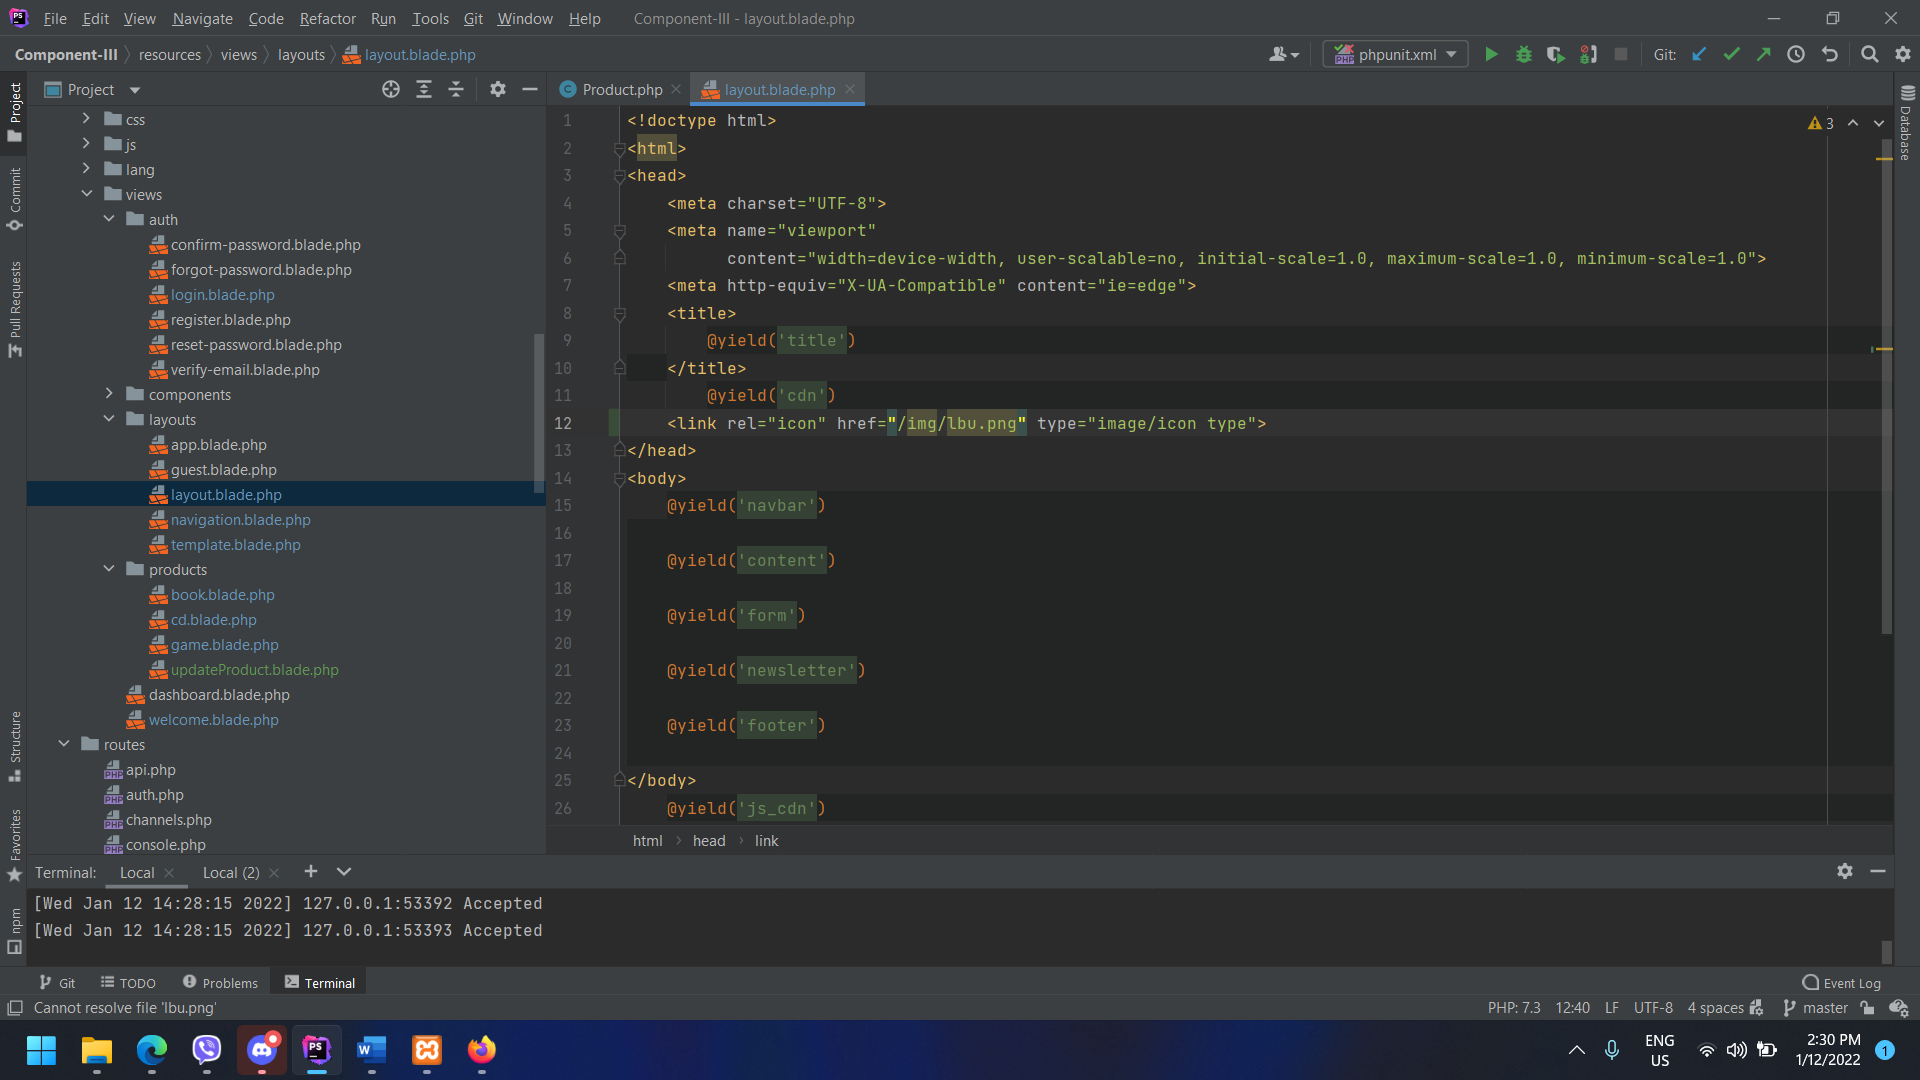 File Edit View Navigate Code Refactor Run Tools Git Window Help Component-III - layout.blade.php
Component-III resources views layouts layout.blade.php phpunit.xml Git:
Project
Product.php layout.blade.php
Project
Commit
Pull Requests
Structure
Favorites
npm
Database
css
js
lang
views
auth
confirm-password.blade.php
forgot-password.blade.php
login.blade.php
register.blade.php
reset-password.blade.php
verify-email.blade.php
components
layouts
app.blade.php
guest.blade.php
layout.blade.php
navigation.blade.php
template.blade.php
products
book.blade.php
cd.blade.php
game.blade.php
updateProduct.blade.php
dashboard.blade.php
welcome.blade.php
routes
api.php
auth.php
channels.php
console.php
3
1 <!doctype html>
2 <html>
3 <head>
4 <meta charset="UTF-8">
5 <meta name="viewport"
6 content="width=device-width, user-scalable=no, initial-scale=1.0, maximum-scale=1.0, minimum-scale=1.0">
7 <meta http-equiv="X-UA-Compatible" content="ie=edge">
8 <title>
9 @yield('title')
10 </title>
11 @yield('cdn')
12 <link rel="icon" href="/img/lbu.png" type="image/icon type">
13 </head>
14 <body>
15 @yield('navbar')
16
17 @yield('content')
18
19 @yield('form')
20
21 @yield('newsletter')
22
23 @yield('footer')
24
25 </body>
26 @yield('js_cdn')
html head link
Terminal: Local Local (2)
[Wed Jan 12 14:28:15 2022] 127.0.0.1:53392 Accepted
[Wed Jan 12 14:28:15 2022] 127.0.0.1:53393 Accepted
Git TODO Problems Terminal Event Log
Cannot resolve file 'lbu.png' PHP: 7.3 12:40 LF UTF-8 4 spaces master
ENG
US
2:30 PM
1/12/2022
1